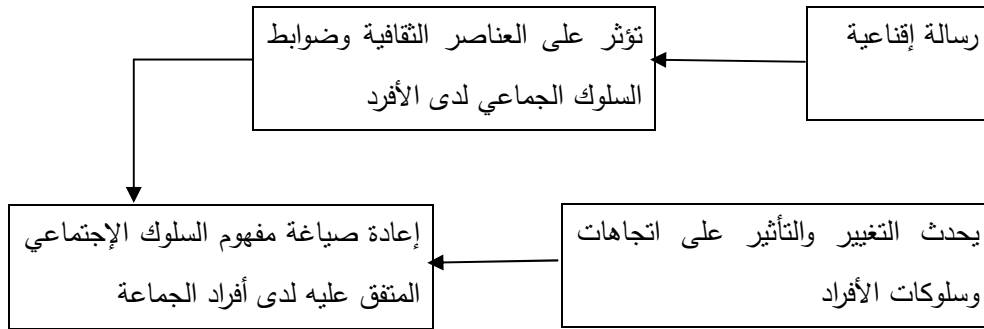 رسالة إقناعية
تؤثر على العناصر الثقافية وضوابط
السلوك الجماعي لدى الأفرد
يحدث التغيير والتأثير على اتجاهات
وسلوكات الأفراد
إعادة صياغة مفهوم السلوك الإجتماعي
المتفق عليه لدى أفراد الجماعة